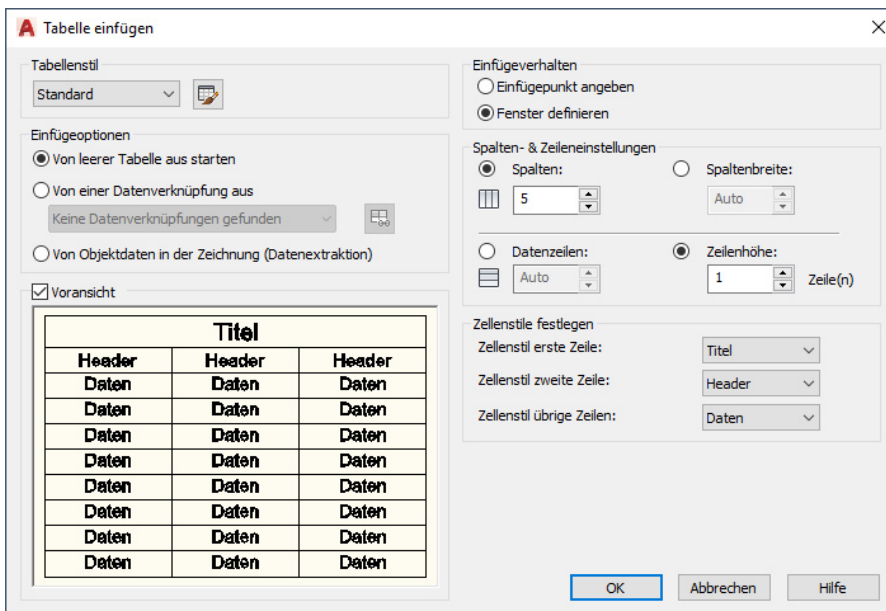 Tabelle einfügen
Tabellenstil
Standard
Einfügeoptionen
Von leerer Tabelle aus starten
Von einer Datenverknüpfung aus
Keine Datenverknüpfungen gefunden
Von Objektdaten in der Zeichnung (Datenextraktion)
Voransicht
Titel
Header Header Header
Daten Daten Daten
Daten Daten Daten
Daten Daten Daten
Daten Daten Daten
Daten Daten Daten
Daten Daten Daten
Daten Daten Daten
Daten Daten Daten
Einfügeverhalten
Einfügepunkt angeben
Fenster definieren
Spalten- & Zeileneinstellungen
Spalten: Spaltenbreite:
5 Auto
Datenzeilen: Zeilenhöhe:
Auto 1 Zeile(n)
Zellenstile festlegen
Zellenstil erste Zeile: Titel
Zellenstil zweite Zeile: Header
Zellenstil übrige Zeilen: Daten
OK Abbrechen Hilfe